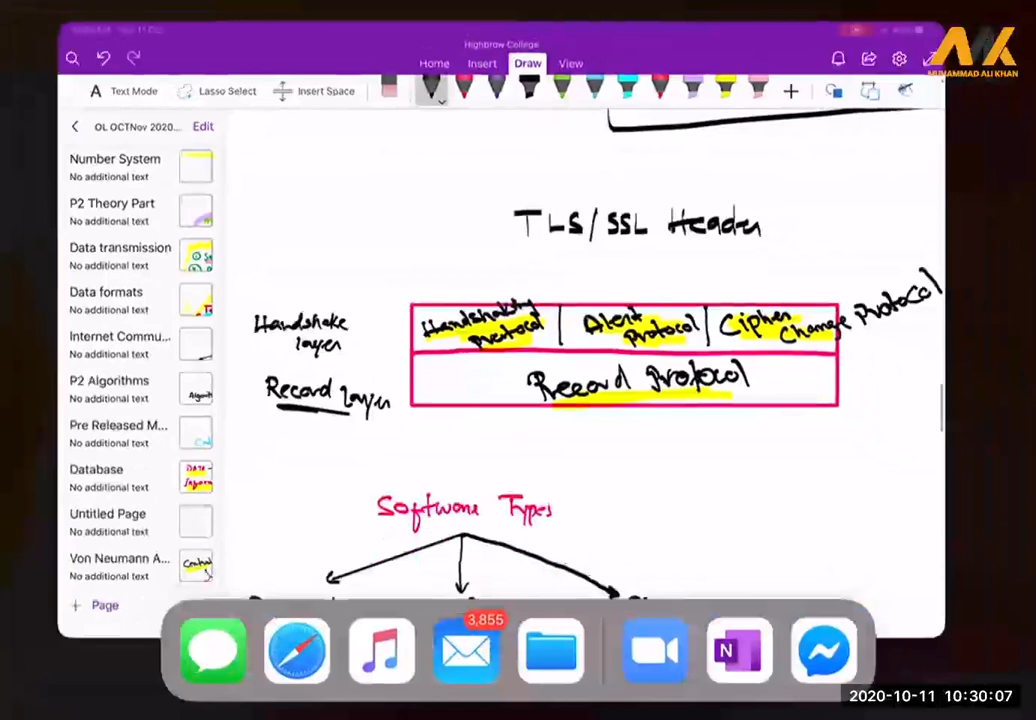 MUHAMMAD ALI KHAN
Highbrow College
Home Insert Draw View
Text Mode Lasso Select Insert Space
OL OCTNov 2020... Edit
Number System
No additional text
P2 Theory Part
No additional text
Data transmission
No additional text
Data formats
No additional text
Internet Commu...
No additional text
P2 Algorithms
No additional text
Pre Released M...
No additional text
Database
No additional text
Untitled Page
No additional text
Von Neumann A...
No additional text
Page
TLS/SSL Header
Handshake
layer
Handshaking
Protocol
Alert
Protocol
Cipher
Change Protocol
Record layer
Record Protocol
Software Types
3,855
N
2020-10-11 10:30:07